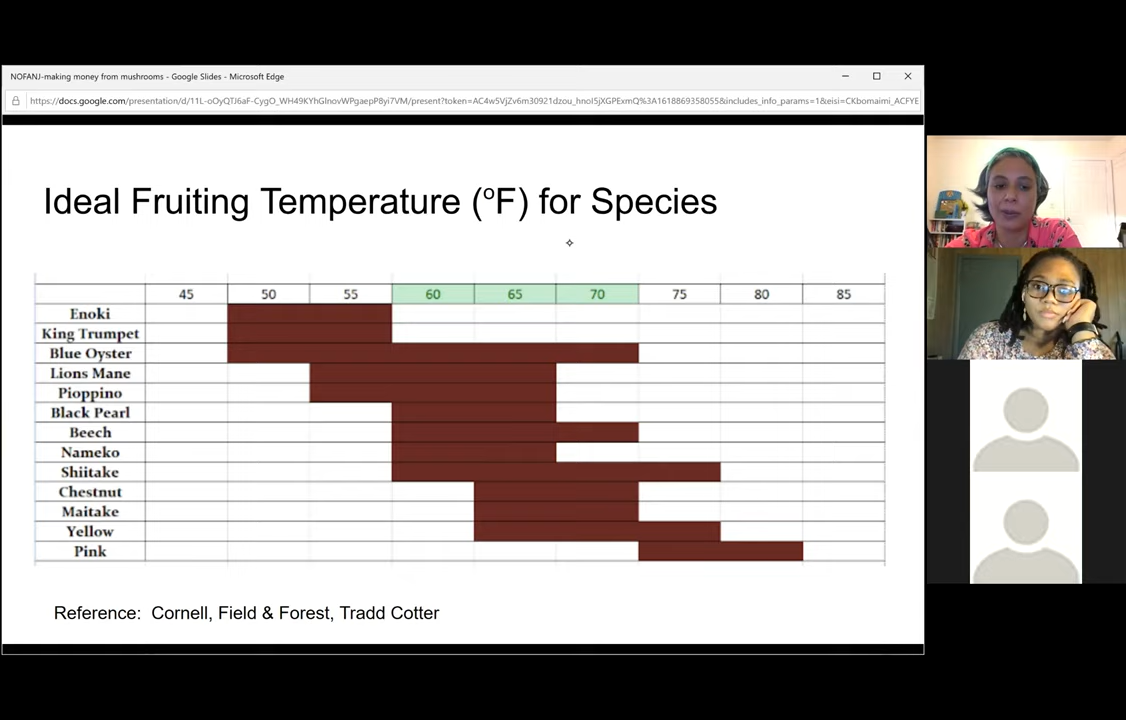 NOFANJ-making money from mushrooms - Google Slides - Microsoft Edge
https://docs.google.com/presentation/d/11L-oOyQTJ6aF-CygO_WH49KYhGInovWPgaepP8yi7VM/present?token=AC4w5VjZv6m30921dzou_hnoI5jXGPExmQ%3A1618869358055&includes_info_params=1&eisi=CKbomaimi_ACFYE
Ideal Fruiting Temperature (ºF) for Species
45 50 55 60 65 70 75 80 85
Enoki
King Trumpet
Blue Oyster
Lions Mane
Pioppino
Black Pearl
Beech
Nameko
Shiitake
Chestnut
Maitake
Yellow
Pink
Reference: Cornell, Field & Forest, Tradd Cotter